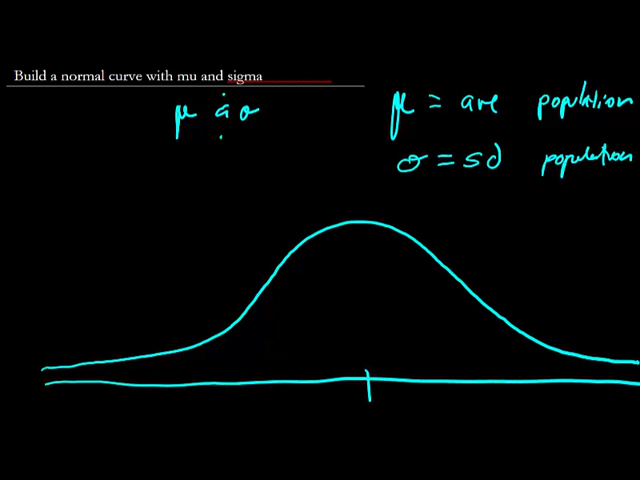 Build a normal curve with mu and sigma
μ & σ
μ = ave population
σ = sd population